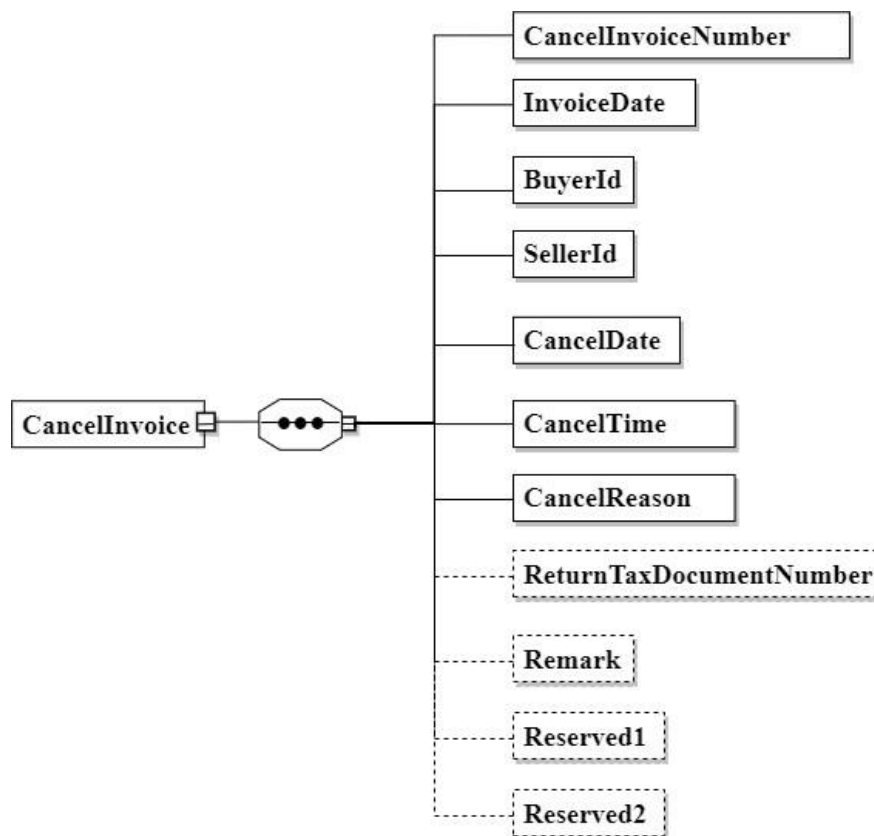 CancelInvoiceNumber
InvoiceDate
BuyerId
SellerId
CancelDate
CancelInvoice
CancelTime
CancelReason
ReturnTaxDocumentNumber
Remark
Reserved1
Reserved2